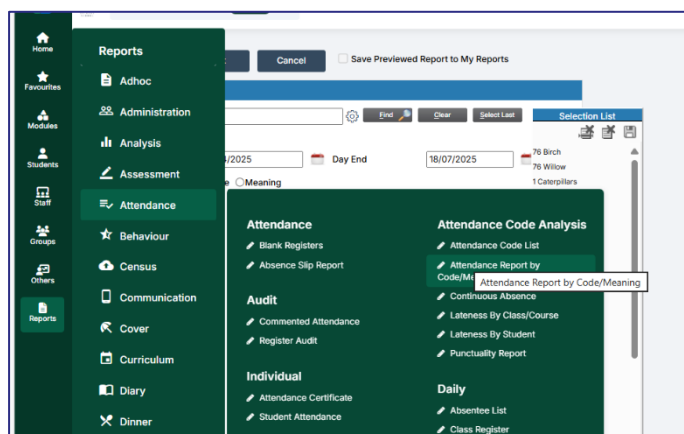 Home
Favourites
Modules
Students
Staff
Groups
Others
Reports
Reports
Adhoc
Administration
Analysis
Assessment
Attendance
Behaviour
Census
Communication
Cover
Curriculum
Diary
Dinner
Cancel
Save Previewed Report to My Reports
Find
Clear
Select Last
Selection List
/2025
Day End
18/07/2025
Meaning
76 Birch
76 Willow
1 Caterpillars
Attendance
Blank Registers
Absence Slip Report
Audit
Commented Attendance
Register Audit
Individual
Attendance Certificate
Student Attendance
Attendance Code Analysis
Attendance Code List
Attendance Report by
Code/Me
Attendance Report by Code/Meaning
Continuous Absence
Lateness By Class/Course
Lateness By Student
Punctuality Report
Daily
Absentee List
Class Register